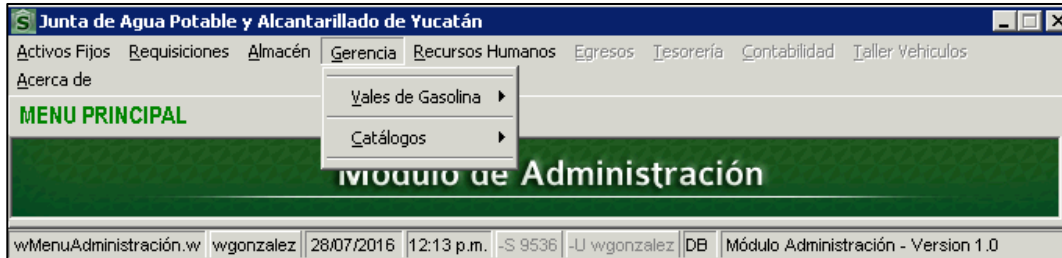 S Junta de Agua Potable y Alcantarillado de Yucatán
Activos Fijos Requisiciones Almacén Gerencia Recursos Humanos Egresos Tesorería Contabilidad Taller Vehiculos
Acerca de
Vales de Gasolina
MENU PRINCIPAL
Catálogos
Módulo de Administración
wMenuAdministración.w wgonzalez 28/07/2016 12:13 p.m. -S 9536 -U wgonzalez DB Módulo Administración - Version 1.0